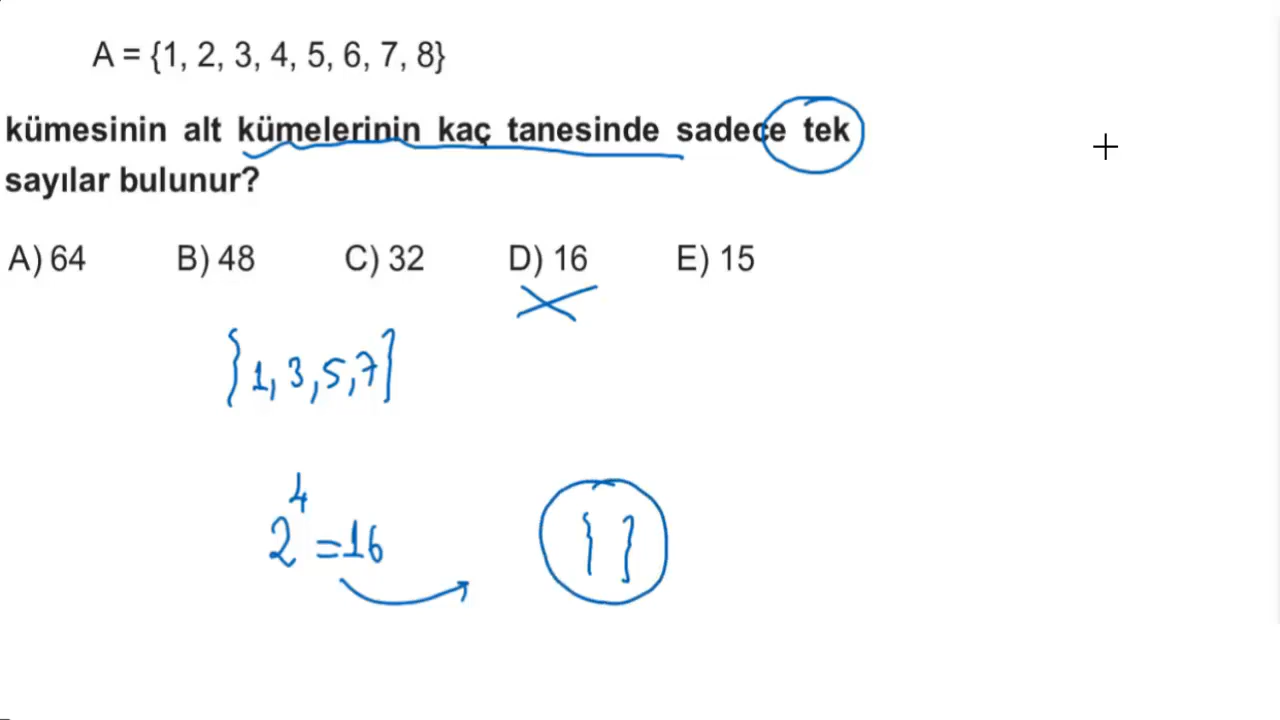 A = {1, 2, 3, 4, 5, 6, 7, 8}
kümesinin alt kümelerinin kaç tanesinde sadece tek
sayılar bulunur?
A) 64 B) 48 C) 32 D) 16 E) 15
{1, 3, 5, 7}
2⁴ = 16 { }